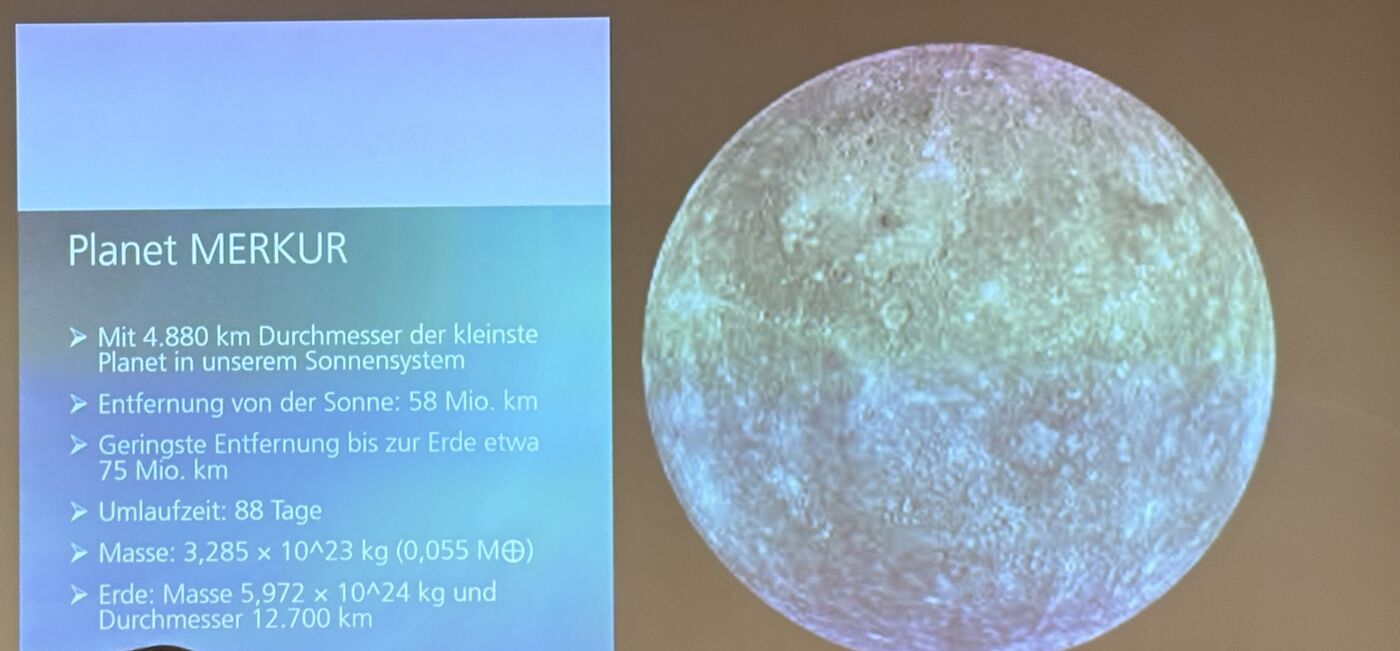 Planet MERKUR
➢ Mit 4.880 km Durchmesser der kleinste
Planet in unserem Sonnensystem
➢ Entfernung von der Sonne: 58 Mio. km
➢ Geringste Entfernung bis zur Erde etwa
75 Mio. km
➢ Umlaufzeit: 88 Tage
➢ Masse: 3,285 × 10^23 kg (0,055 M⊕)
➢ Erde: Masse 5,972 × 10^24 kg und
Durchmesser 12.700 km